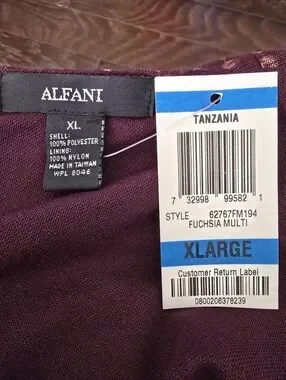 ALFANI
XL
SHELL:
100% POLYESTER
LINING:
100% NYLON
MADE IN TAIWAN
WPL 8046
TANZANIA
7 32998 99582 1
STYLE 62767FM194
FUCHSIA MULTI
XLARGE
Customer Return Label
0800206378239